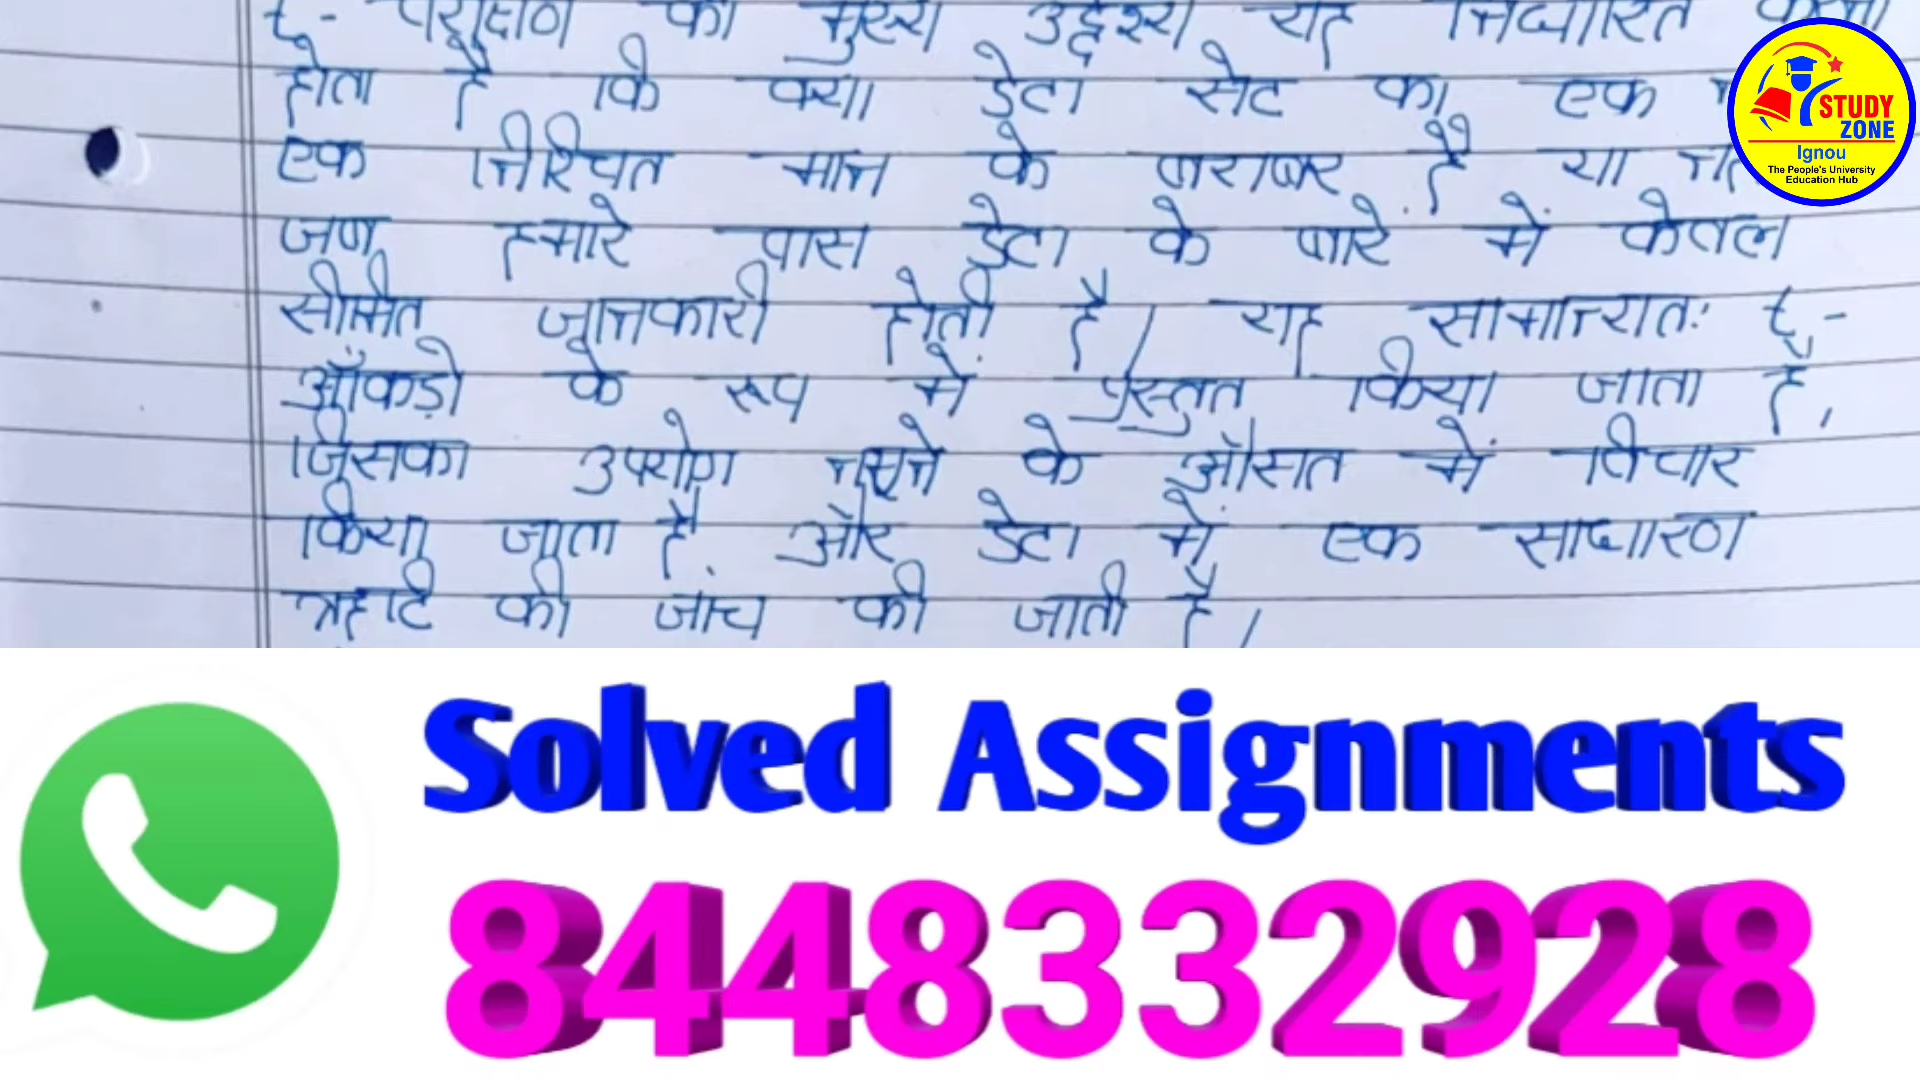 t- परीक्षण का मुख्य उद्देश्य यह निर्धारित करना
होता है कि क्या डेटा सेट का एक
एक निश्चित मान के बराबर है या
जब हमारे पास डेटा के बारे में केवल
सीमित जानकारी होती है। यह सामान्यतः t-
आँकड़ो के रूप में प्रस्तुत किया जाता है,
जिसका उपयोग नमूने के औसत में विचार
किया जाता है और डेटा में एक साधारण
की जांच की जाती है।
STUDY
ZONE
Ignou
The People's University
Education Hub
Solved Assignments
8448332928